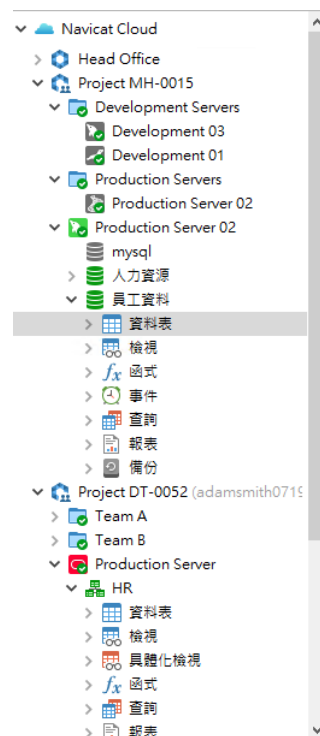 Navicat Cloud
Head Office
Project MH-0015
Development Servers
Development 03
Development 01
Production Servers
Production Server 02
Production Server 02
mysql
人力資源
員工資料
資料表
檢視
函式
事件
查詢
報表
備份
Project DT-0052 (adamsmith0719
Team A
Team B
Production Server
HR
資料表
檢視
具體化檢視
函式
查詢
報表